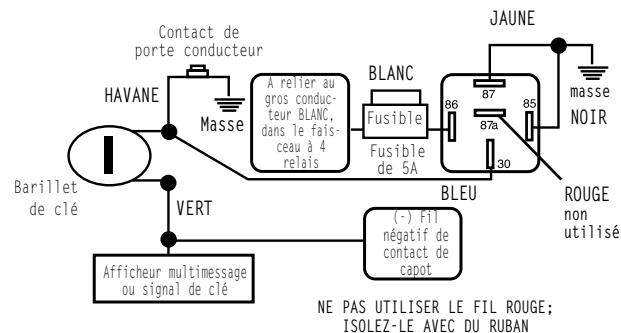 Contact de
porte conducteur
JAUNE
HAVANE
Masse
A relier au
gros conduc-
teur BLANC,
dans le fais-
ceau à 4
relais
BLANC
Fusible
Fusible
de 5A
87
86
87a
85
30
masse
NOIR
Barillet
de clé
VERT
BLEU
ROUGE
non
utilisé
(-) Fil
négatif de
contact de
capot
Afficheur multimessage
ou signal de clé
NE PAS UTILISER LE FIL ROUGE;
ISOLEZ-LE AVEC DU RUBAN